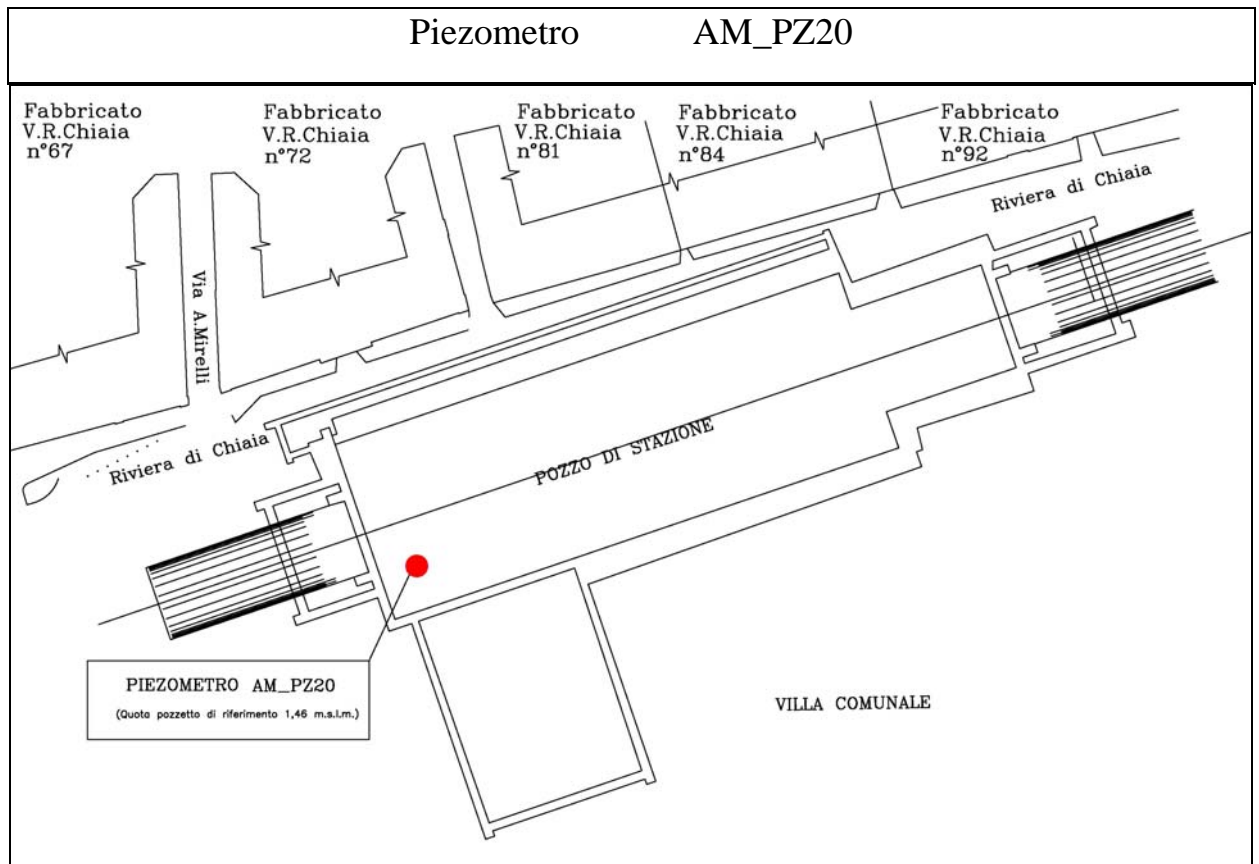 Piezometro AM_PZ20
Fabbricato
V.R.Chiaia
n°67
Fabbricato
V.R.Chiaia
n°72
Fabbricato
V.R.Chiaia
n°81
Fabbricato
V.R.Chiaia
n°84
Fabbricato
V.R.Chiaia
n°92
Riviera di Chiaia
Via A.Mirelli
Riviera di Chiaia
POZZO DI STAZIONE
PIEZOMETRO AM_PZ20
(Quota pozzetto di riferimento 1,46 m.s.l.m.)
VILLA COMUNALE